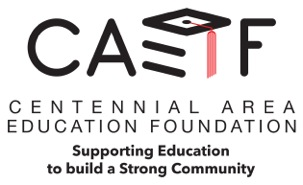 CAEF
CENTENNIAL AREA
EDUCATION FOUNDATION
Supporting Education
to build a Strong Community